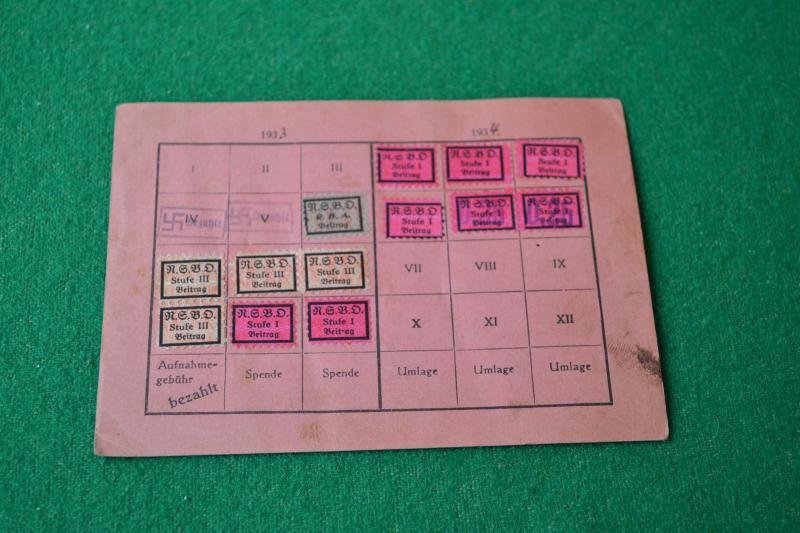 1933
1934
I
II
III
N.S.B.O.
Stufe I
Beitrag
N.S.B.O.
Stufe I
Beitrag
N.S.B.O.
Stufe I
Beitrag
IV
V
N.S.B.O.
R. B. A.
Beitrag
N.S.B.O.
Stufe I
Beitrag
N.S.B.O.
Stufe I
Beitrag
N.S.B.O.
Stufe I
Beitrag
N.S.B.O.
Stufe III
Beitrag
N.S.B.O.
Stufe III
Beitrag
N.S.B.O.
Stufe III
Beitrag
VII
VIII
IX
N.S.B.O.
Stufe III
Beitrag
N.S.B.O.
Stufe I
Beitrag
N.S.B.O.
Stufe I
Beitrag
X
XI
XII
Aufnahme-
gebühr
bezahlt
Spende
Spende
Umlage
Umlage
Umlage